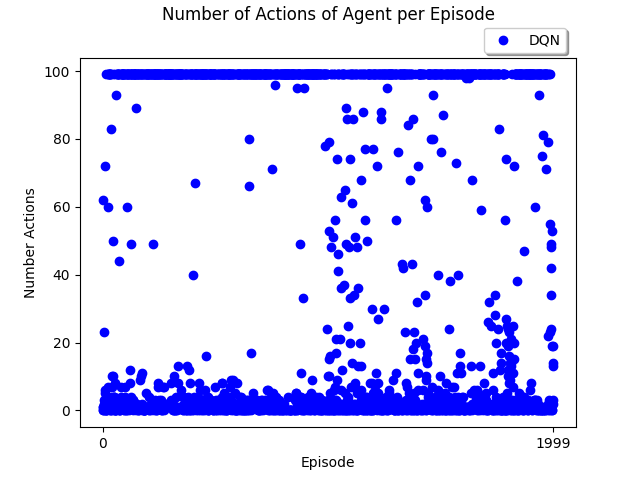 Number of Actions of Agent per Episode
DQN
100
80
60
40
20
0
Number Actions
0
1999
Episode